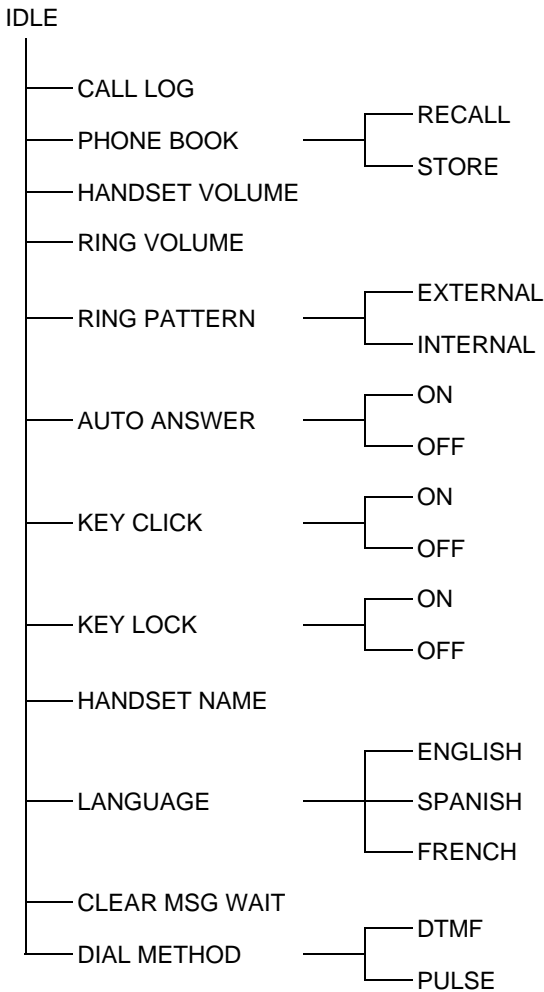 IDLE
CALL LOG
PHONE BOOK
RECALL
STORE
HANDSET VOLUME
RING VOLUME
RING PATTERN
EXTERNAL
INTERNAL
AUTO ANSWER
ON
OFF
KEY CLICK
ON
OFF
KEY LOCK
ON
OFF
HANDSET NAME
LANGUAGE
ENGLISH
SPANISH
FRENCH
CLEAR MSG WAIT
DIAL METHOD
DTMF
PULSE